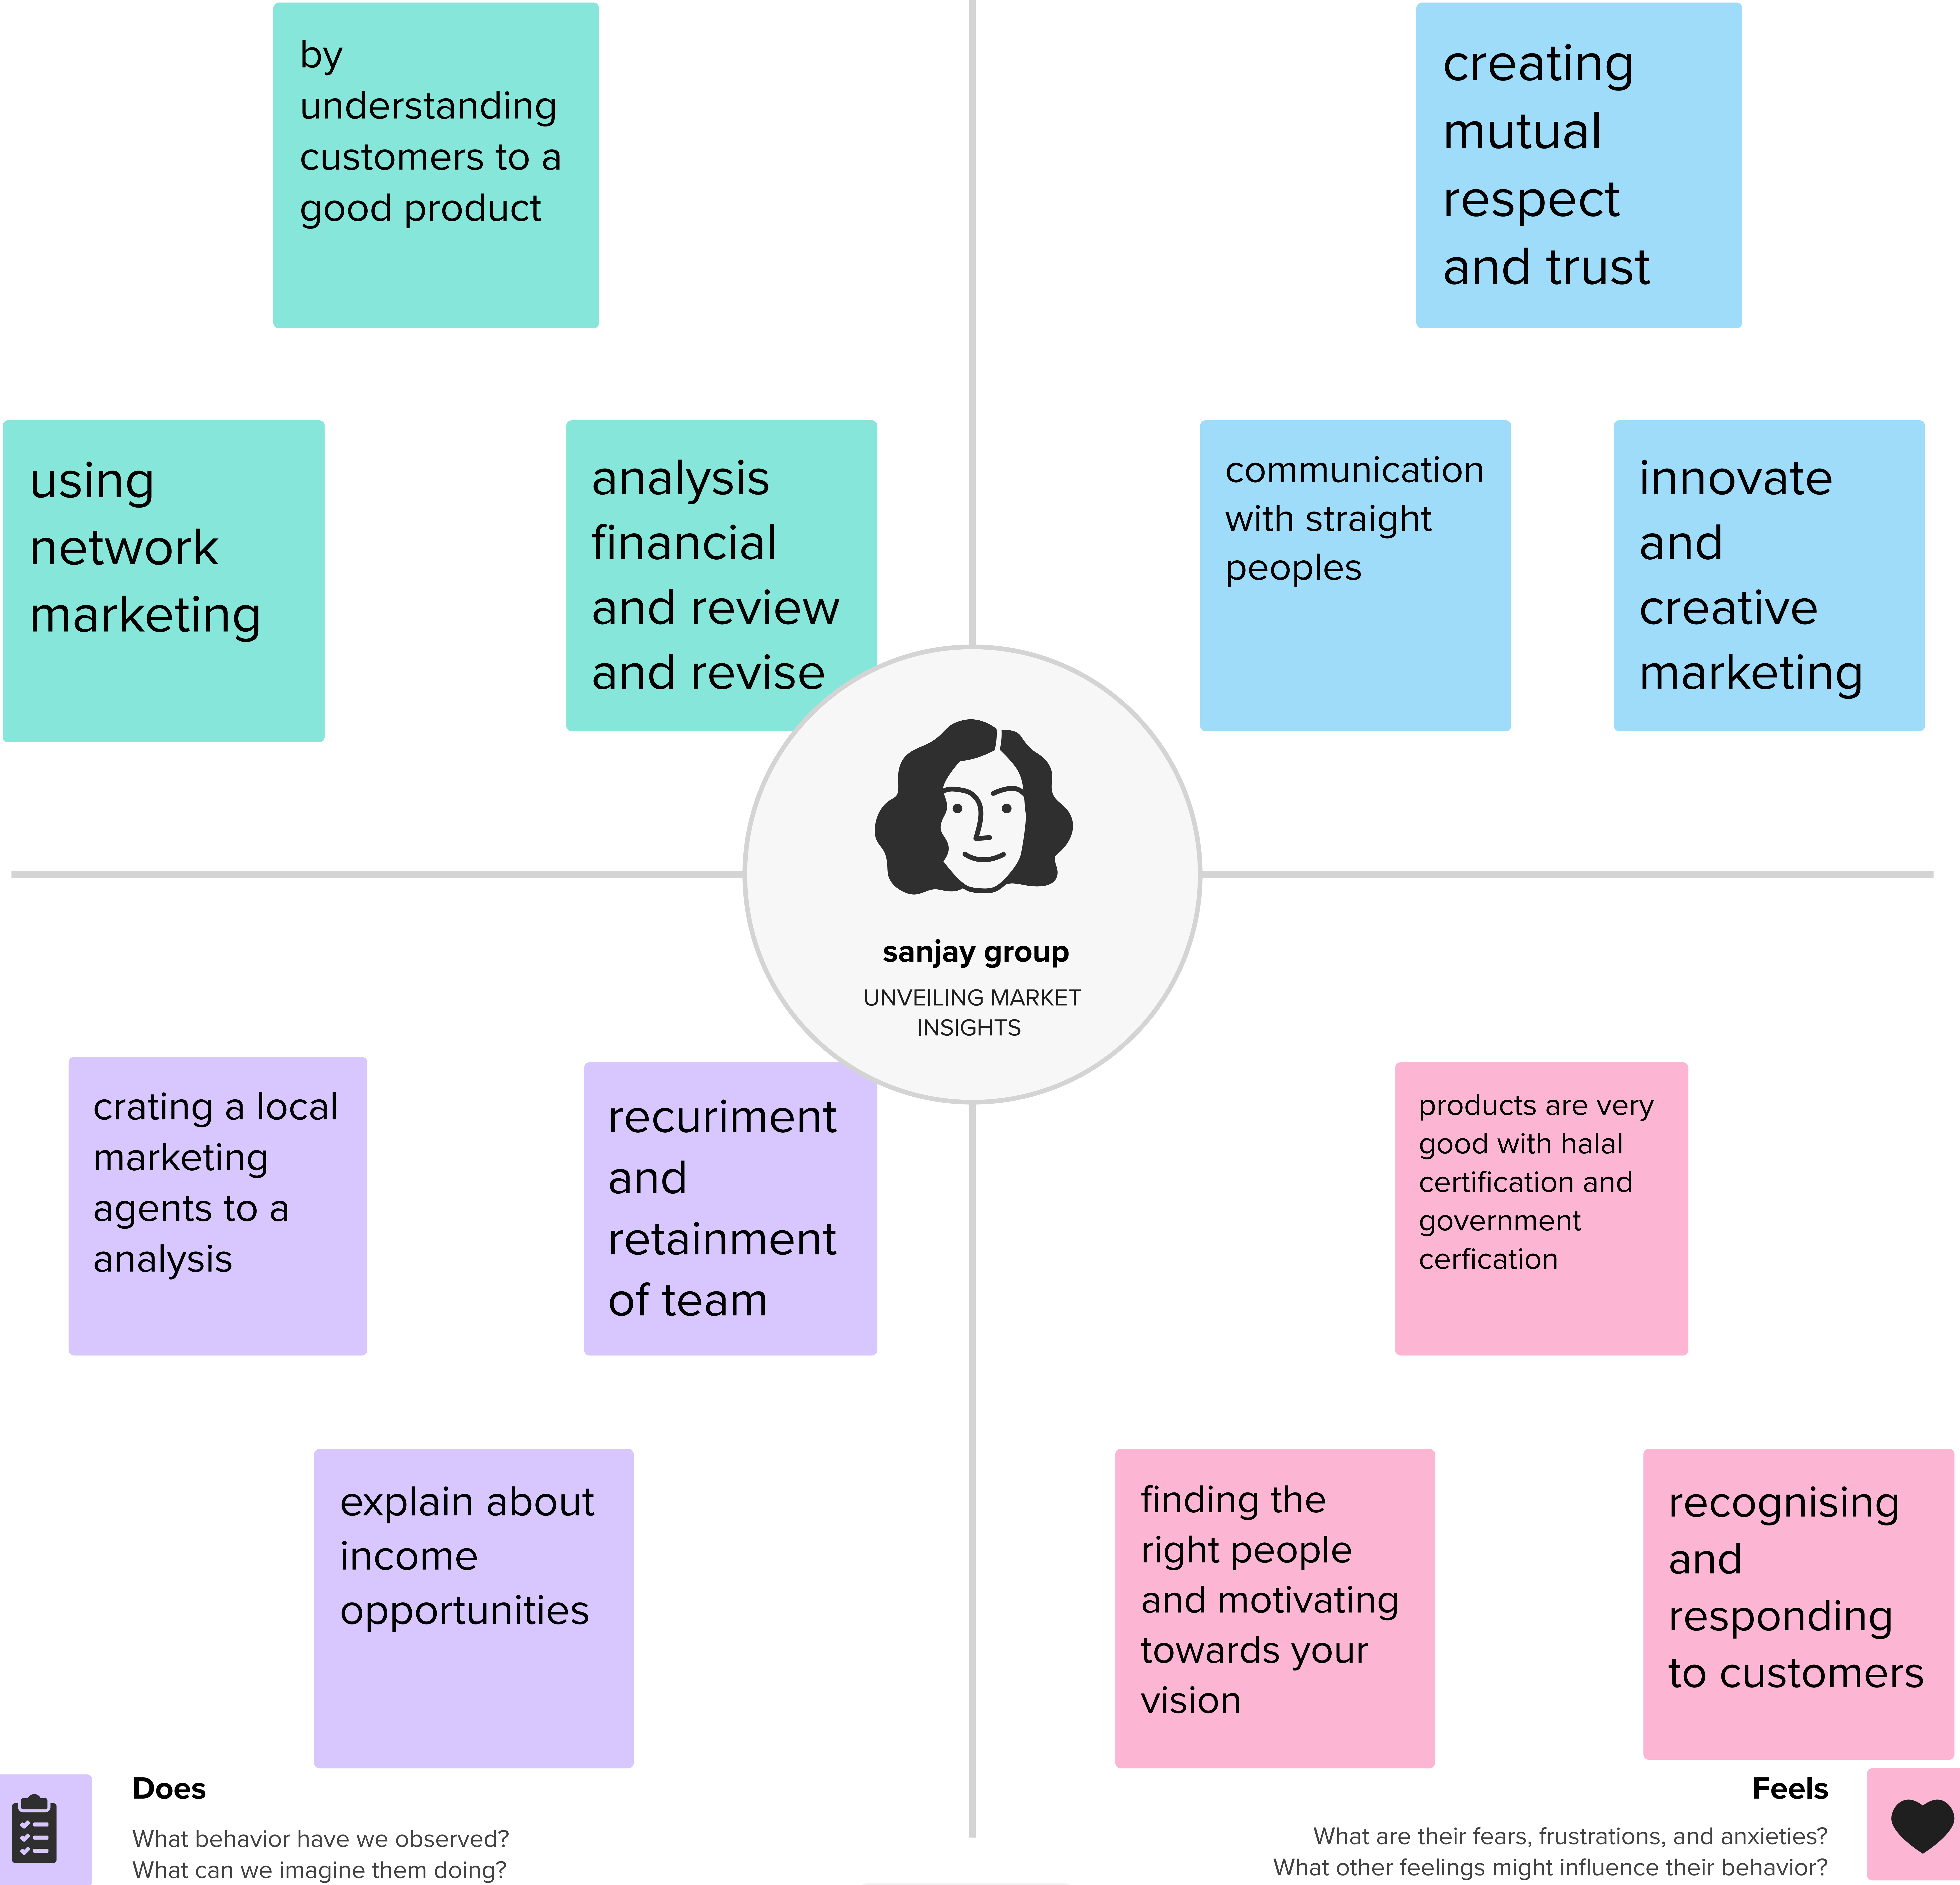 by
understanding
customers to a
good product
creating
mutual
respect
and trust
using
network
marketing
analysis
financial
and review
and revise
communication
with straight
peoples
innovate
and
creative
marketing
sanjay group
UNVEILING MARKET
INSIGHTS
crating a local
marketing
agents to a
analysis
recuriment
and
retainment
of team
products are very
good with halal
certification and
government
cerfication
explain about
income
opportunities
finding the
right people
and motivating
towards your
vision
recognising
and
responding
to customers
Does
What behavior have we observed?
What can we imagine them doing?
Feels
What are their fears, frustrations, and anxieties?
What other feelings might influence their behavior?